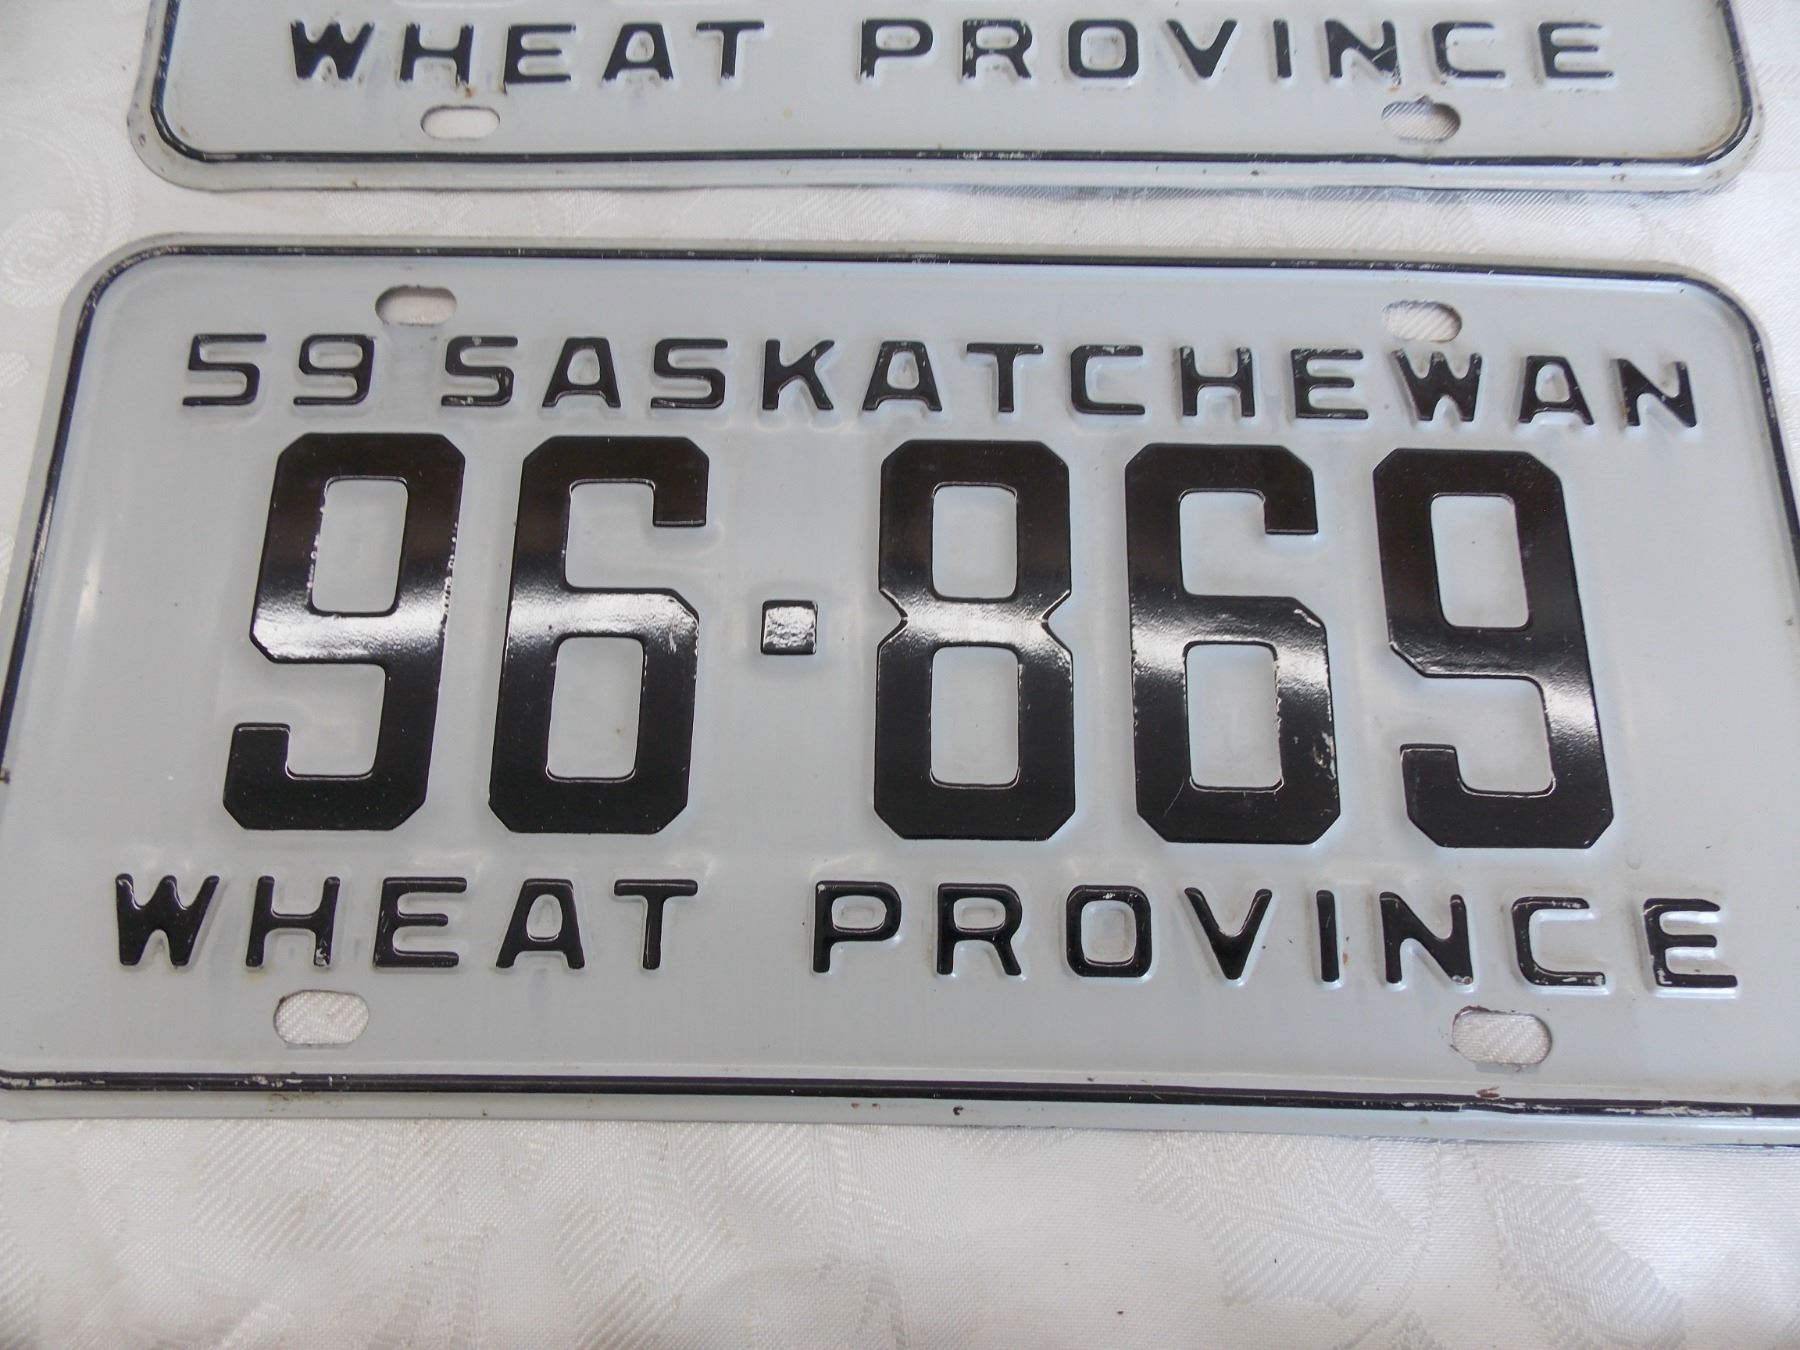 WHEAT PROVINCE
59 SASKATCHEWAN
96-869
WHEAT PROVINCE